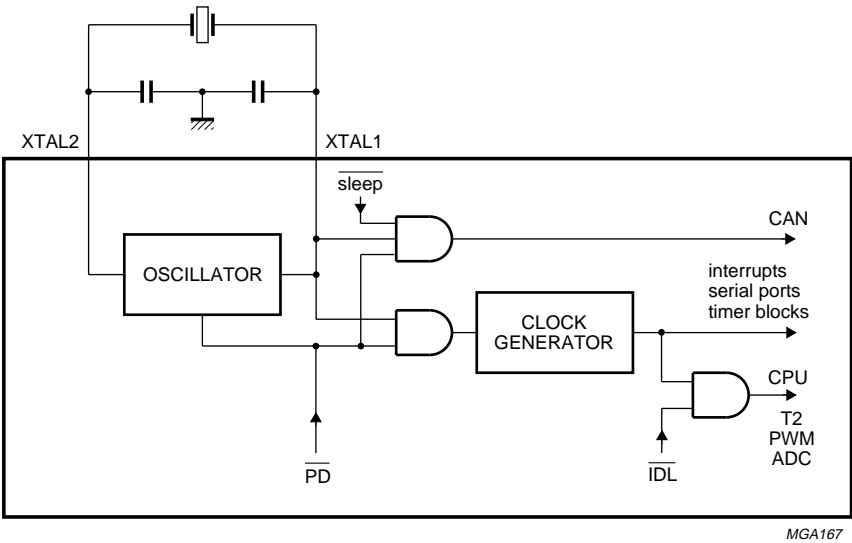 XTAL2
XTAL1
sleep
CAN
OSCILLATOR
interrupts
serial ports
timer blocks
CLOCK
GENERATOR
CPU
T2
PWM
ADC
PD
IDL
MGA167